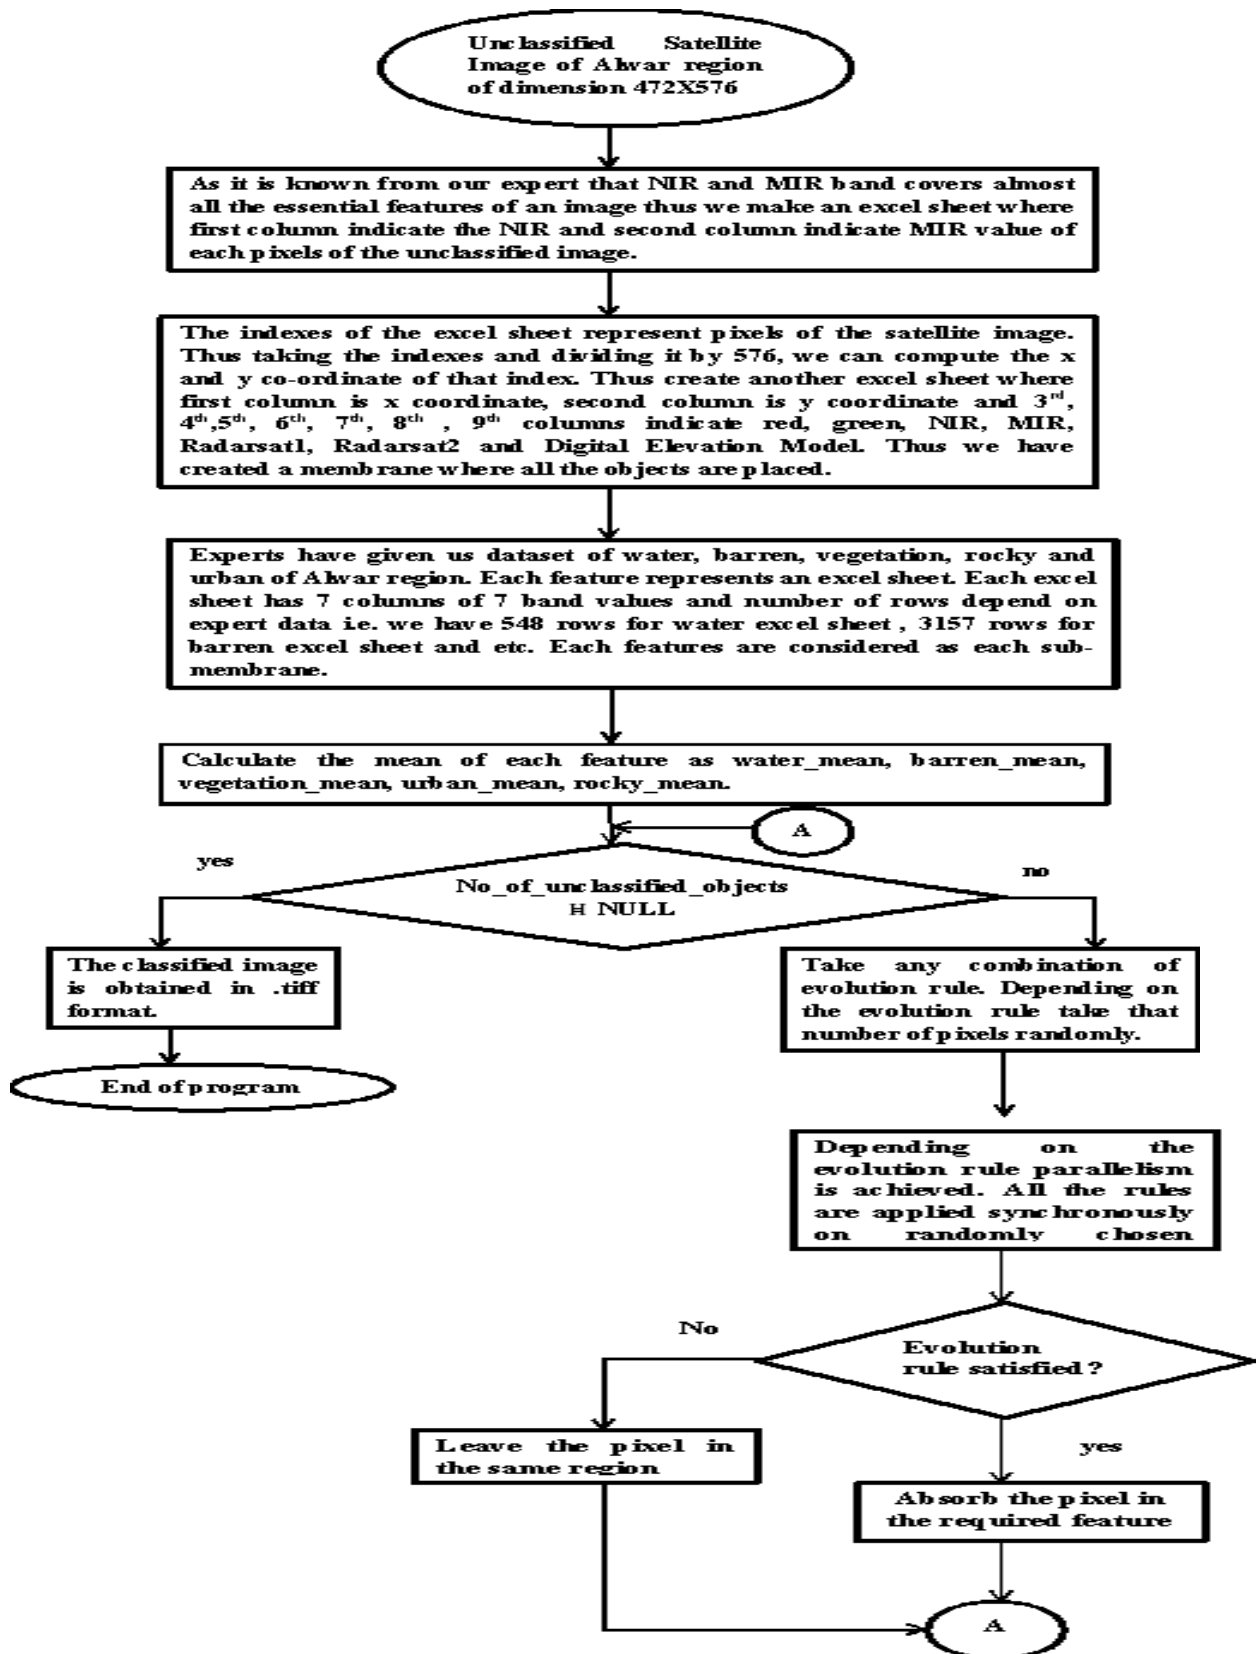 Unclassified Satellite
Image of Alwar region
of dimension 472X576
As it is known from our expert that NIR and MIR band covers almost
all the essential features of an image thus we make an excel sheet where
first column indicate the NIR and second column indicate MIR value of
each pixels of the unclassified image.
The indexes of the excel sheet represent pixels of the satellite image.
Thus taking the indexes and dividing it by 576, we can compute the x
and y co-ordinate of that index. Thus create another excel sheet where
first column is x coordinate, second column is y coordinate and 3rd,
4th,5th, 6th, 7th, 8th , 9th columns indicate red, green, NIR, MIR,
Radarsat1, Radarsat2 and Digital Elevation Model. Thus we have
created a membrane where all the objects are placed.
Experts have given us dataset of water, barren, vegetation, rocky and
urban of Alwar region. Each feature represents an excel sheet. Each excel
sheet has 7 columns of 7 band values and number of rows depend on
expert data i.e. we have 548 rows for water excel sheet , 3157 rows for
barren excel sheet and etc. Each features are considered as each sub-
membrane.
Calculate the mean of each feature as water_mean, barren_mean,
vegetation_mean, urban_mean, rocky_mean.
A
yes
no
No_of_unclassified_objects
NULL
The classified image
is obtained in .tiff
format.
End of program
Take any combination of
evolution rule. Depending on
the evolution rule take that
number of pixels randomly.
Depending on the
evolution rule parallelism
is achieved. All the rules
are applied synchronously
on randomly chosen
No
Evolution
rule satisfied?
Leave the pixel in
the same region
yes
Absorb the pixel in
the required feature
A